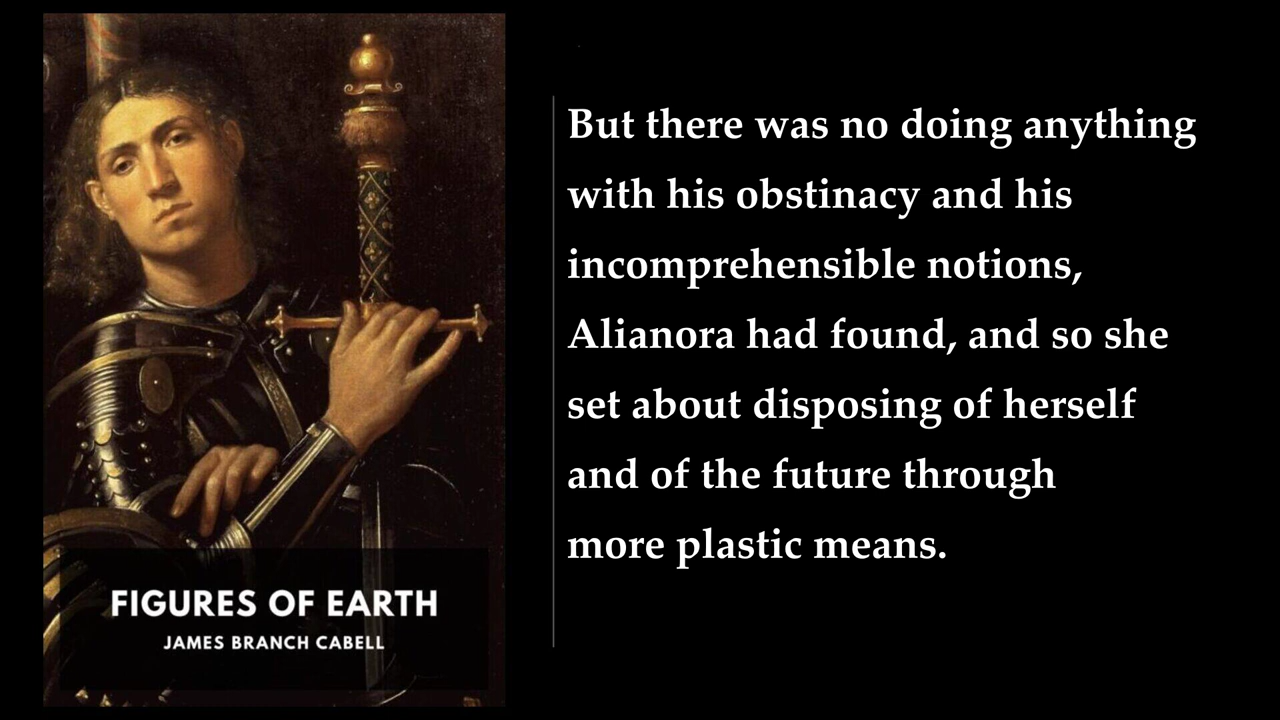 But there was no doing anything
with his obstinacy and his
incomprehensible notions,
Alianora had found, and so she
set about disposing of herself
and of the future through
more plastic means.
FIGURES OF EARTH
JAMES BRANCH CABELL